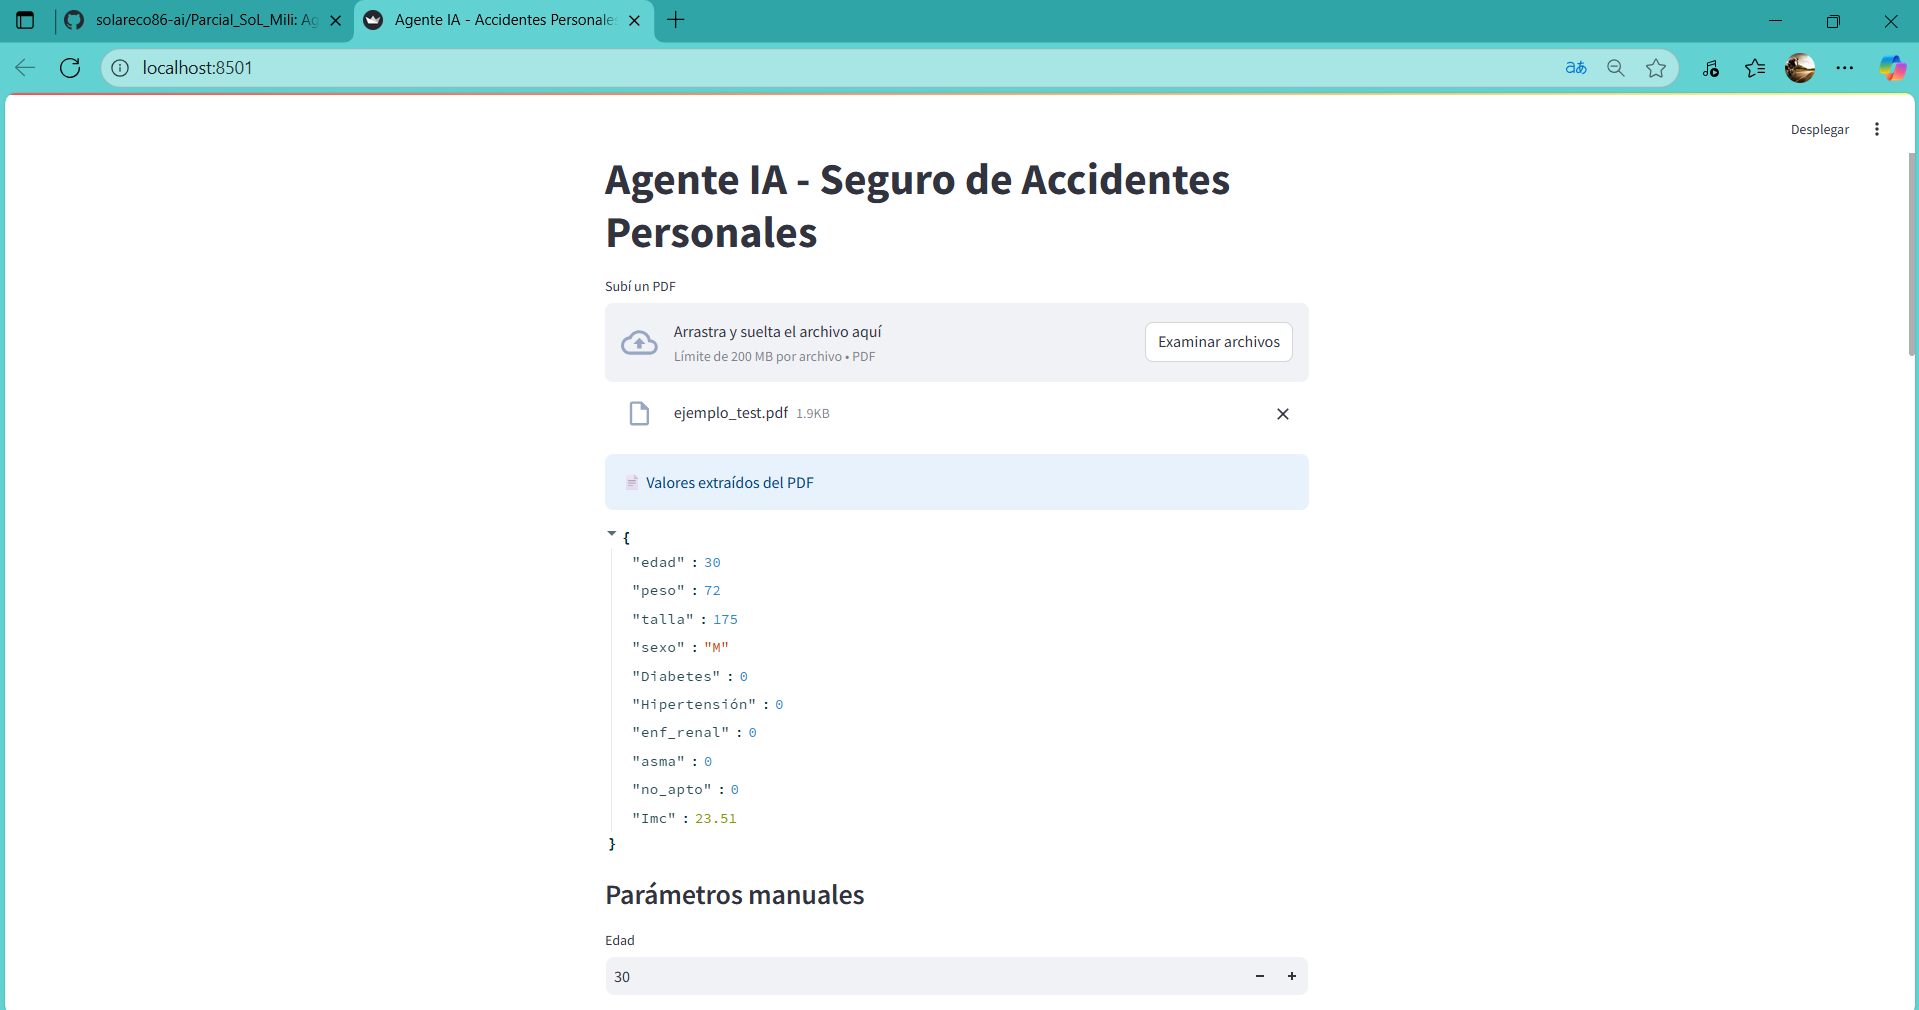 solareco86-ai/Parcial_SoL_Mili: Ag
Agente IA - Accidentes Personales
localhost:8501
aあ
Desplegar
Agente IA - Seguro de Accidentes
Personales
Subí un PDF
Arrastra y suelta el archivo aquí
Límite de 200 MB por archivo • PDF
Examinar archivos
ejemplo_test.pdf 1.9KB
Valores extraídos del PDF
{
"edad" : 30
"peso" : 72
"talla" : 175
"sexo" : "M"
"Diabetes" : 0
"Hipertensión" : 0
"enf_renal" : 0
"asma" : 0
"no_apto" : 0
"Imc" : 23.51
}
Parámetros manuales
Edad
30